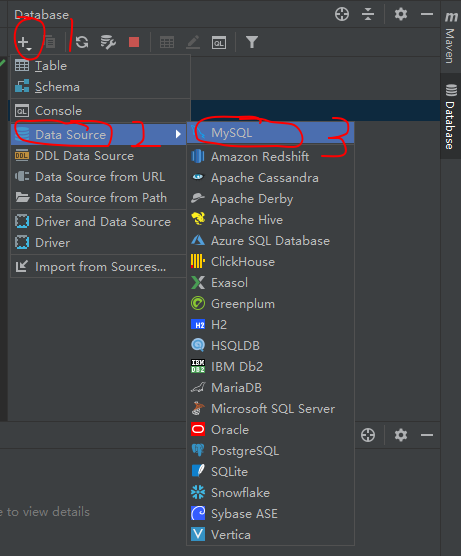 Database
Table
Schema
Console
Data Source
DDL Data Source
Data Source from URL
Data Source from Path
Driver and Data Source
Driver
Import from Sources...
MySQL
Amazon Redshift
Apache Cassandra
Apache Derby
Apache Hive
Azure SQL Database
ClickHouse
Exasol
Greenplum
H2
HSQLDB
IBM Db2
MariaDB
Microsoft SQL Server
Oracle
PostgreSQL
SQLite
Snowflake
Sybase ASE
Vertica
e to view details
Maven
Database